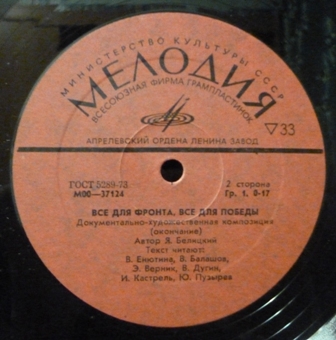 МИНИСТЕРСТВО КУЛЬТУРЫ СССР
МЕЛОДИЯ
ВСЕСОЮЗНАЯ ФИРМА ГРАМПЛАСТИНОК
▽33
АПРЕЛЕВСКИЙ ОРДЕНА ЛЕНИНА ЗАВОД
ГОСТ 5289-73
2 сторона
М00—37124
Гр. 1. 0-17
ВСЕ ДЛЯ ФРОНТА, ВСЕ ДЛЯ ПОБЕДЫ
Документально-художественная композиция
(окончание)
Автор Я. Белицкий
Текст читают:
В. Енютина, В. Балашов,
Э. Верник, В. Дугин,
И. Кастрель, Ю. Пузырев